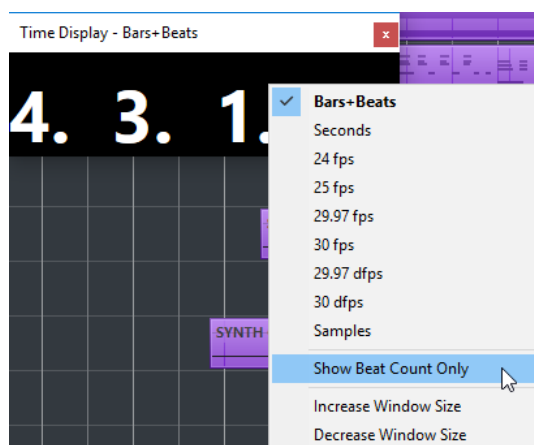 Time Display - Bars+Beats
x
4. 3. 1.
Bars+Beats
Seconds
24 fps
25 fps
29.97 fps
30 fps
29.97 dfps
30 dfps
Samples
SYNTH
Show Beat Count Only
Increase Window Size
Decrease Window Size